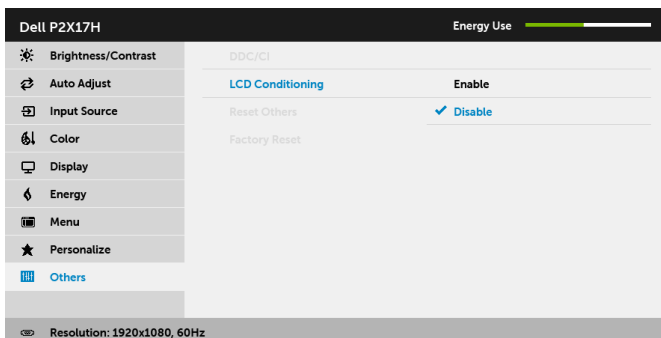 Dell P2X17H
Energy Use
Brightness/Contrast
DDC/CI
Auto Adjust
LCD Conditioning
Enable
Input Source
Reset Others
Disable
Color
Factory Reset
Display
Energy
Menu
Personalize
Others
Resolution: 1920x1080, 60Hz